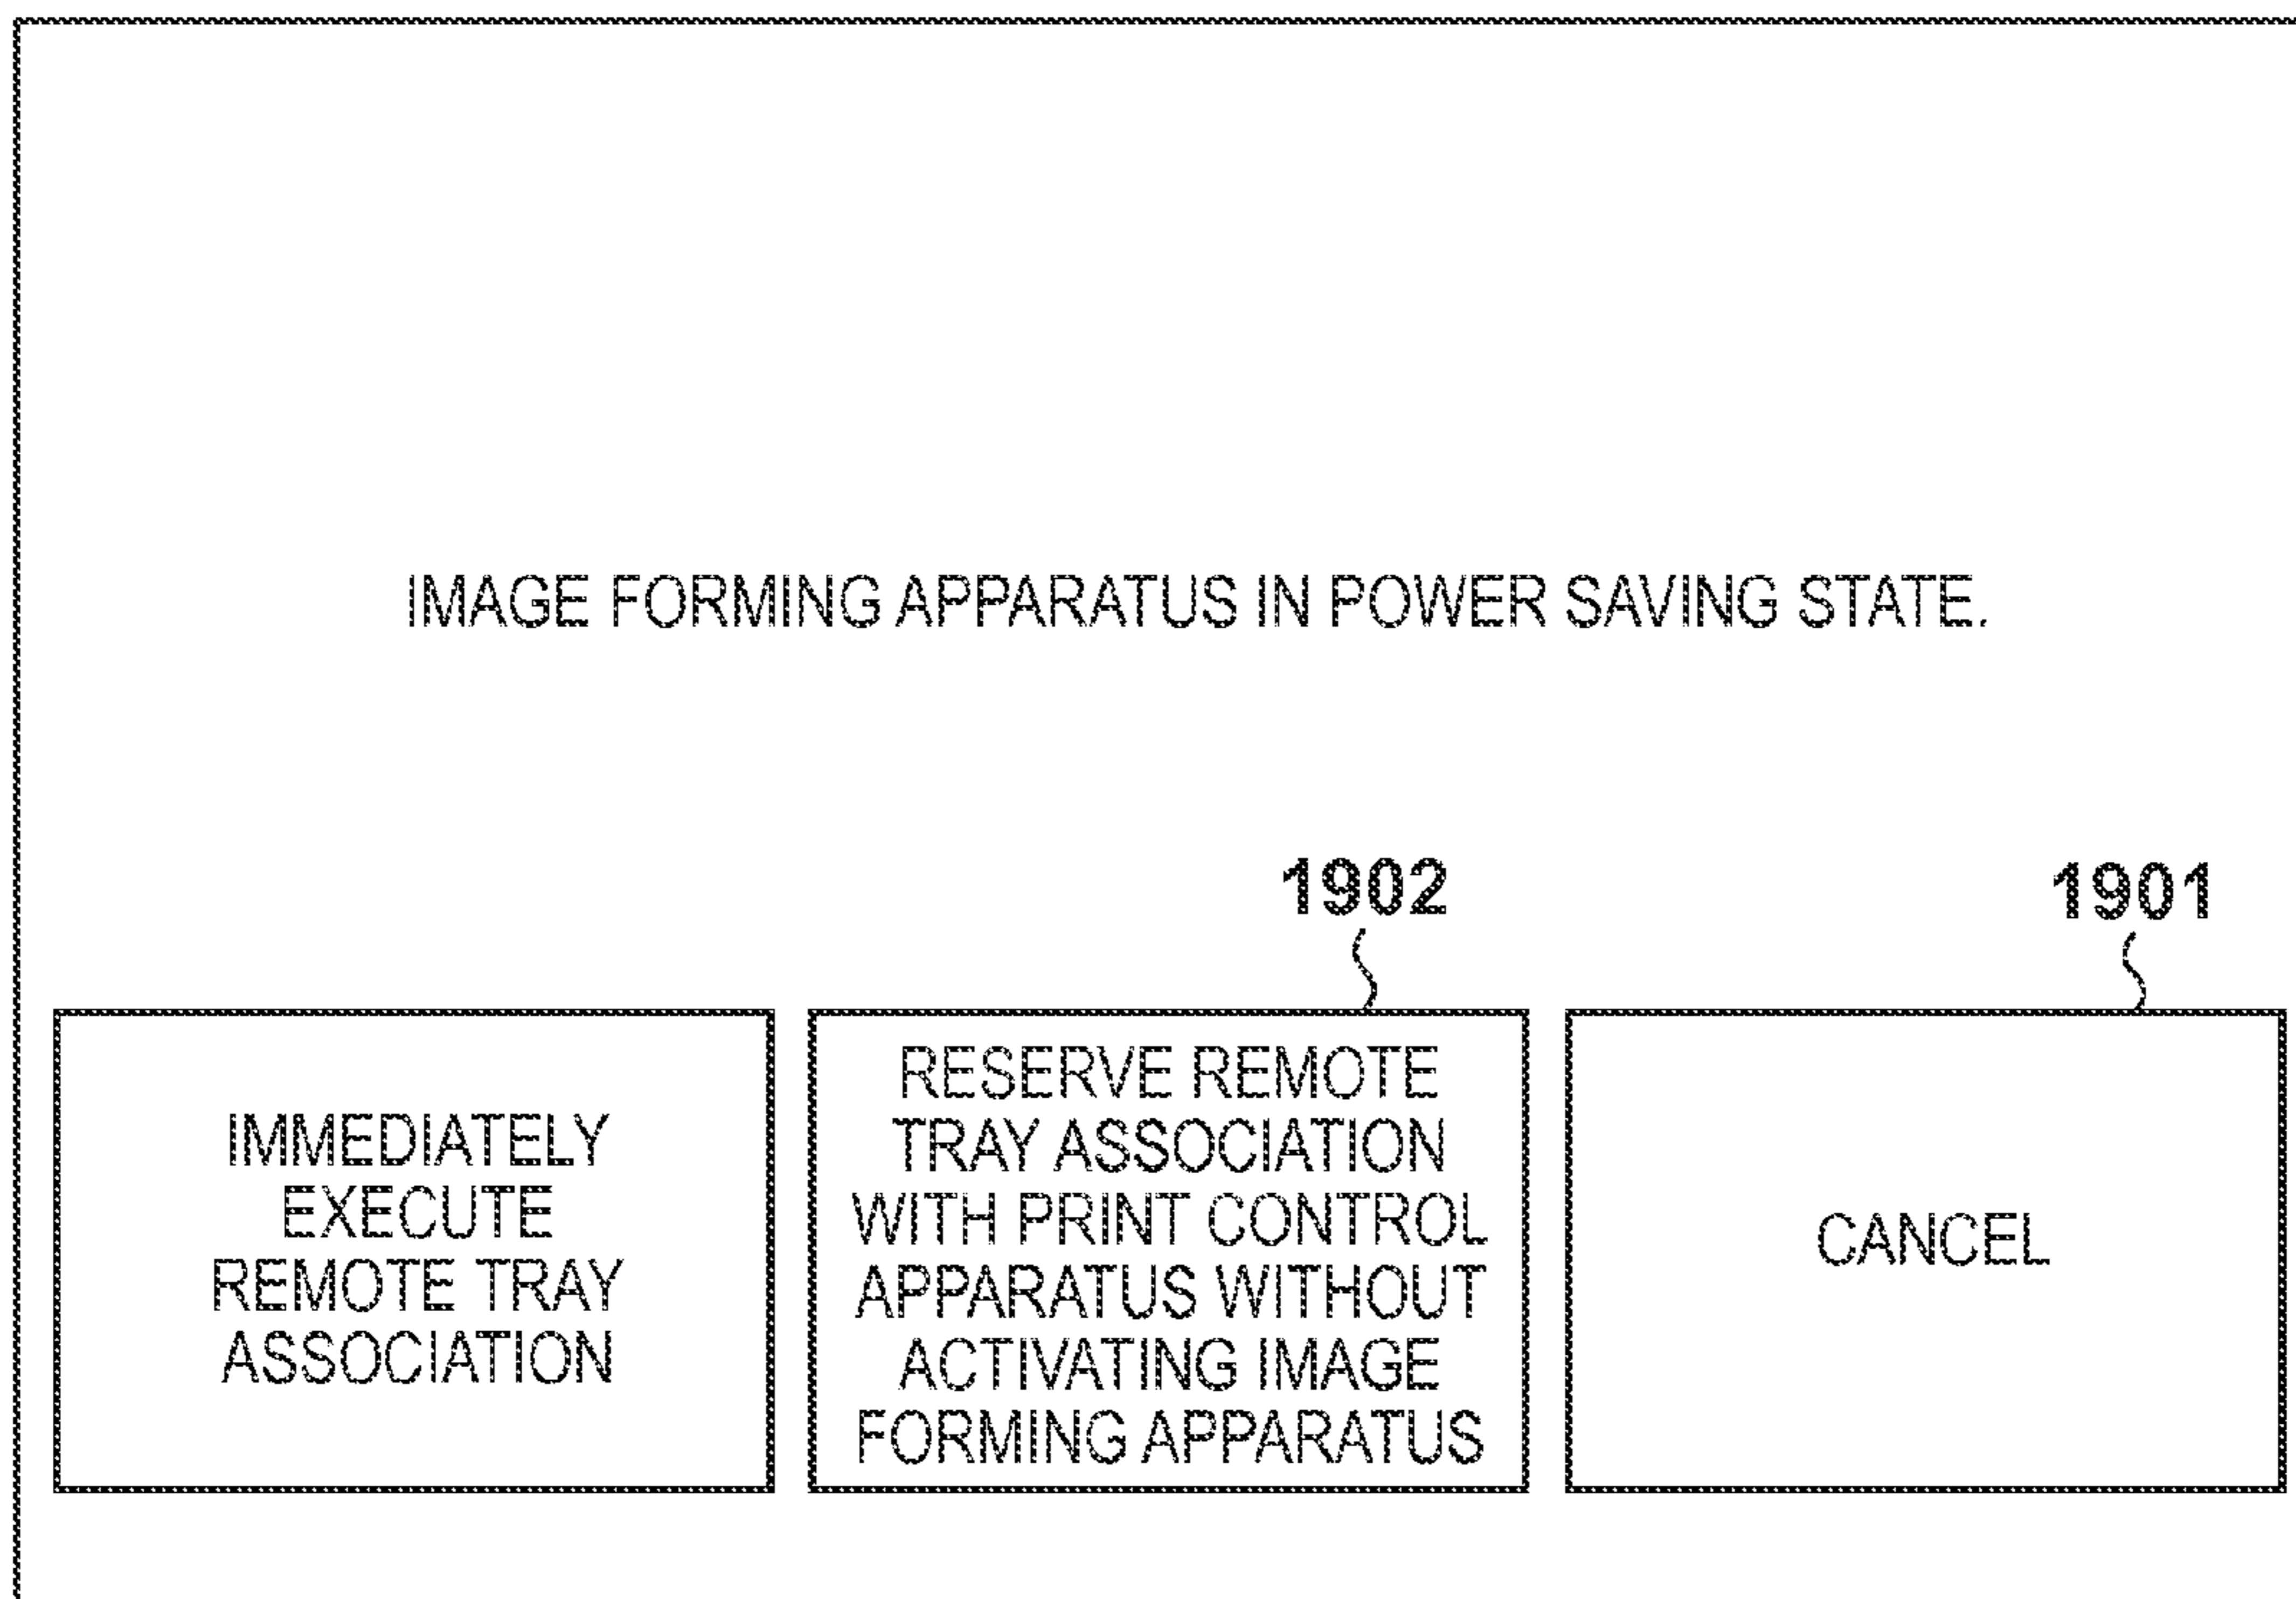 IMAGE FORMING APPARATUS IN POWER SAVING STATE.
1902
1901
IMMEDIATELY
EXECUTE
REMOTE TRAY
ASSOCIATION
RESERVE REMOTE
TRAY ASSOCIATION
WITH PRINT CONTROL
APPARATUS WITHOUT
ACTIVATING IMAGE
FORMING APPARATUS
CANCEL